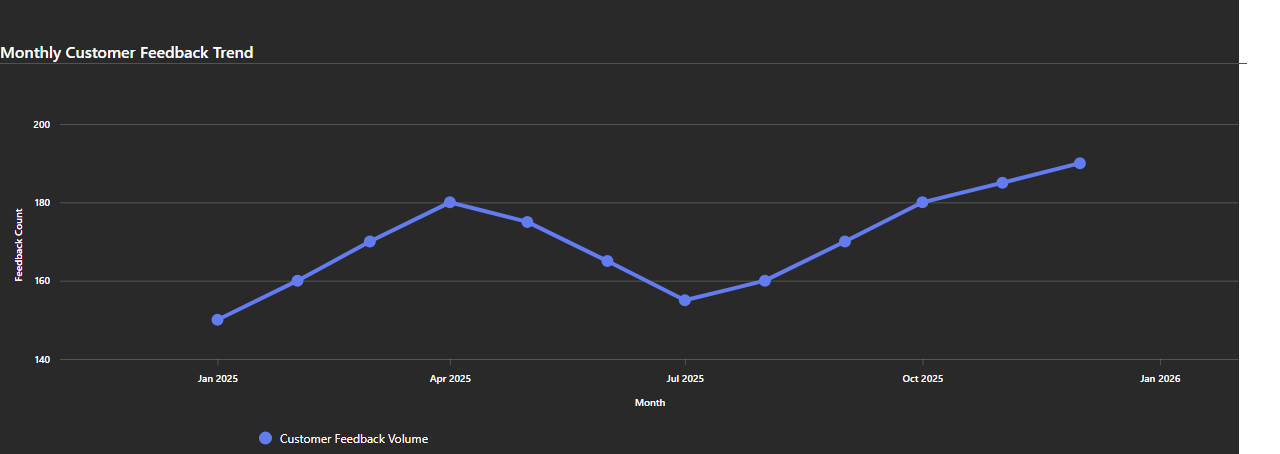 Monthly Customer Feedback Trend
200
180
160
140
Feedback Count
Jan 2025 Apr 2025 Jul 2025 Oct 2025 Jan 2026
Month
Customer Feedback Volume